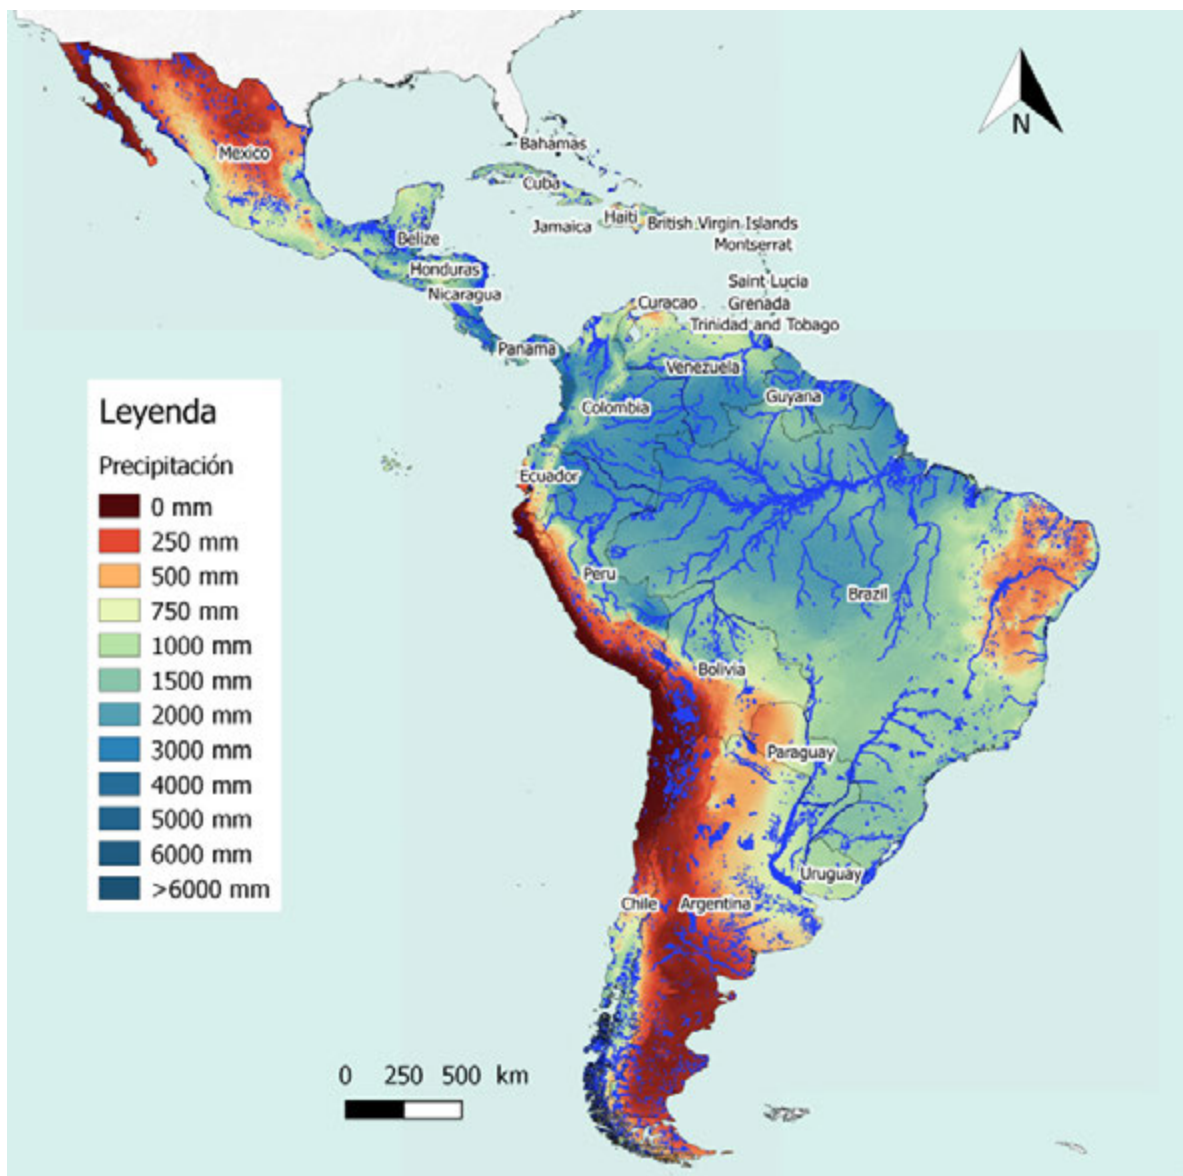 N
Bahamas
Mexico
Cuba
Haiti
Jamaica
British Virgin Islands
Belize
Montserrat
Honduras
Saint Lucia
Nicaragua
Curacao
Grenada
Trinidad and Tobago
Panama
Venezuela
Guyana
Colombia
Ecuador
Peru
Brazil
Bolivia
Paraguay
Uruguay
Chile
Argentina
Leyenda
Precipitación
0 mm
250 mm
500 mm
750 mm
1000 mm
1500 mm
2000 mm
3000 mm
4000 mm
5000 mm
6000 mm
>6000 mm
0 250 500 km